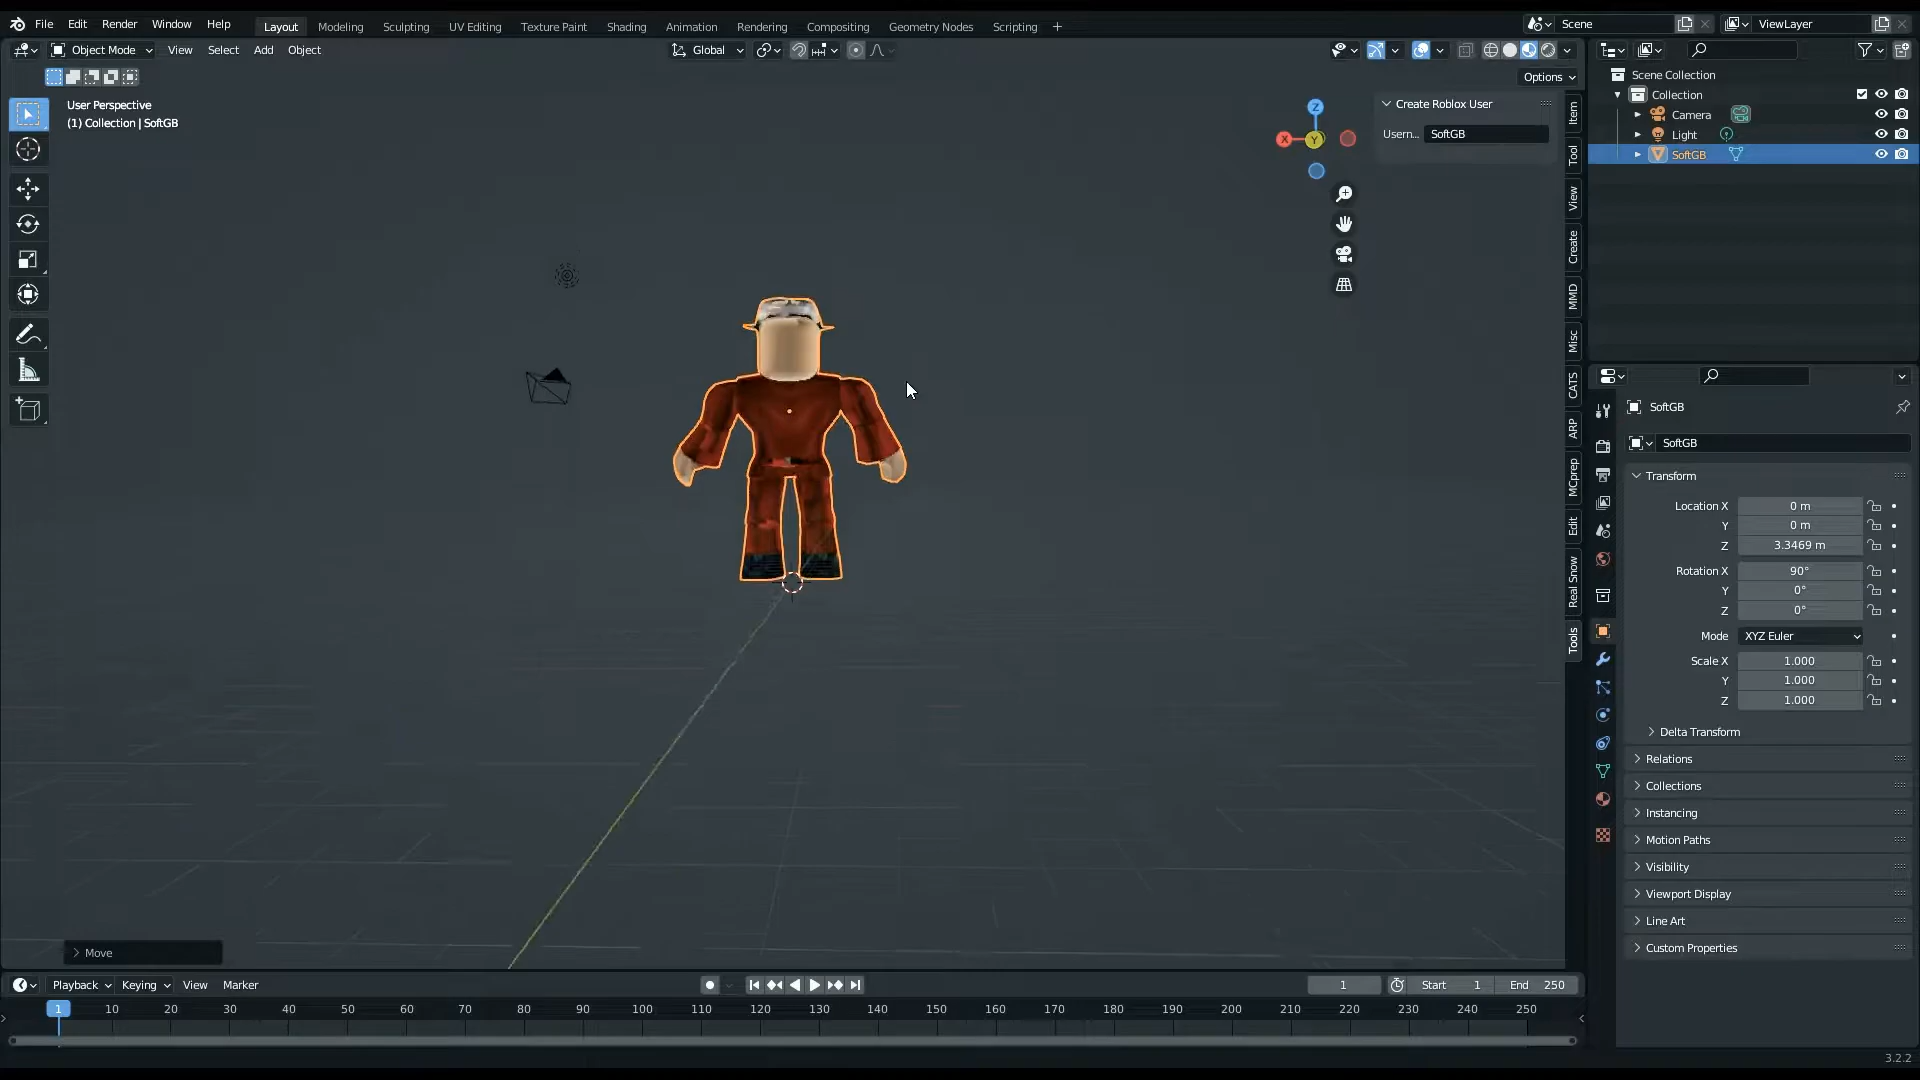 File Edit Render Window Help Layout Modeling Sculpting UV Editing Texture Paint Shading Animation Rendering Compositing Geometry Nodes Scripting + Scene ViewLayer
Object Mode View Select Add Object Global
Options
User Perspective
(1) Collection | SoftGB
Z
X
Y
Create Roblox User
Usern... SoftGB
Item
Tool
View
Create
MMD
Misc
CATS
ARP
MCprep
Edit
Real Snow
Tools
Scene Collection
Collection
Camera
Light
SoftGB
SoftGB
SoftGB
Transform
Location X 0 m
Y 0 m
Z 3.3469 m
Rotation X 90°
Y 0°
Z 0°
Mode XYZ Euler
Scale X 1.000
Y 1.000
Z 1.000
Delta Transform
Relations
Collections
Instancing
Motion Paths
Visibility
Viewport Display
Line Art
Custom Properties
Move
Playback Keying View Marker 1 Start 1 End 250
1 10 20 30 40 50 60 70 80 90 100 110 120 130 140 150 160 170 180 190 200 210 220 230 240 250
3.2.2